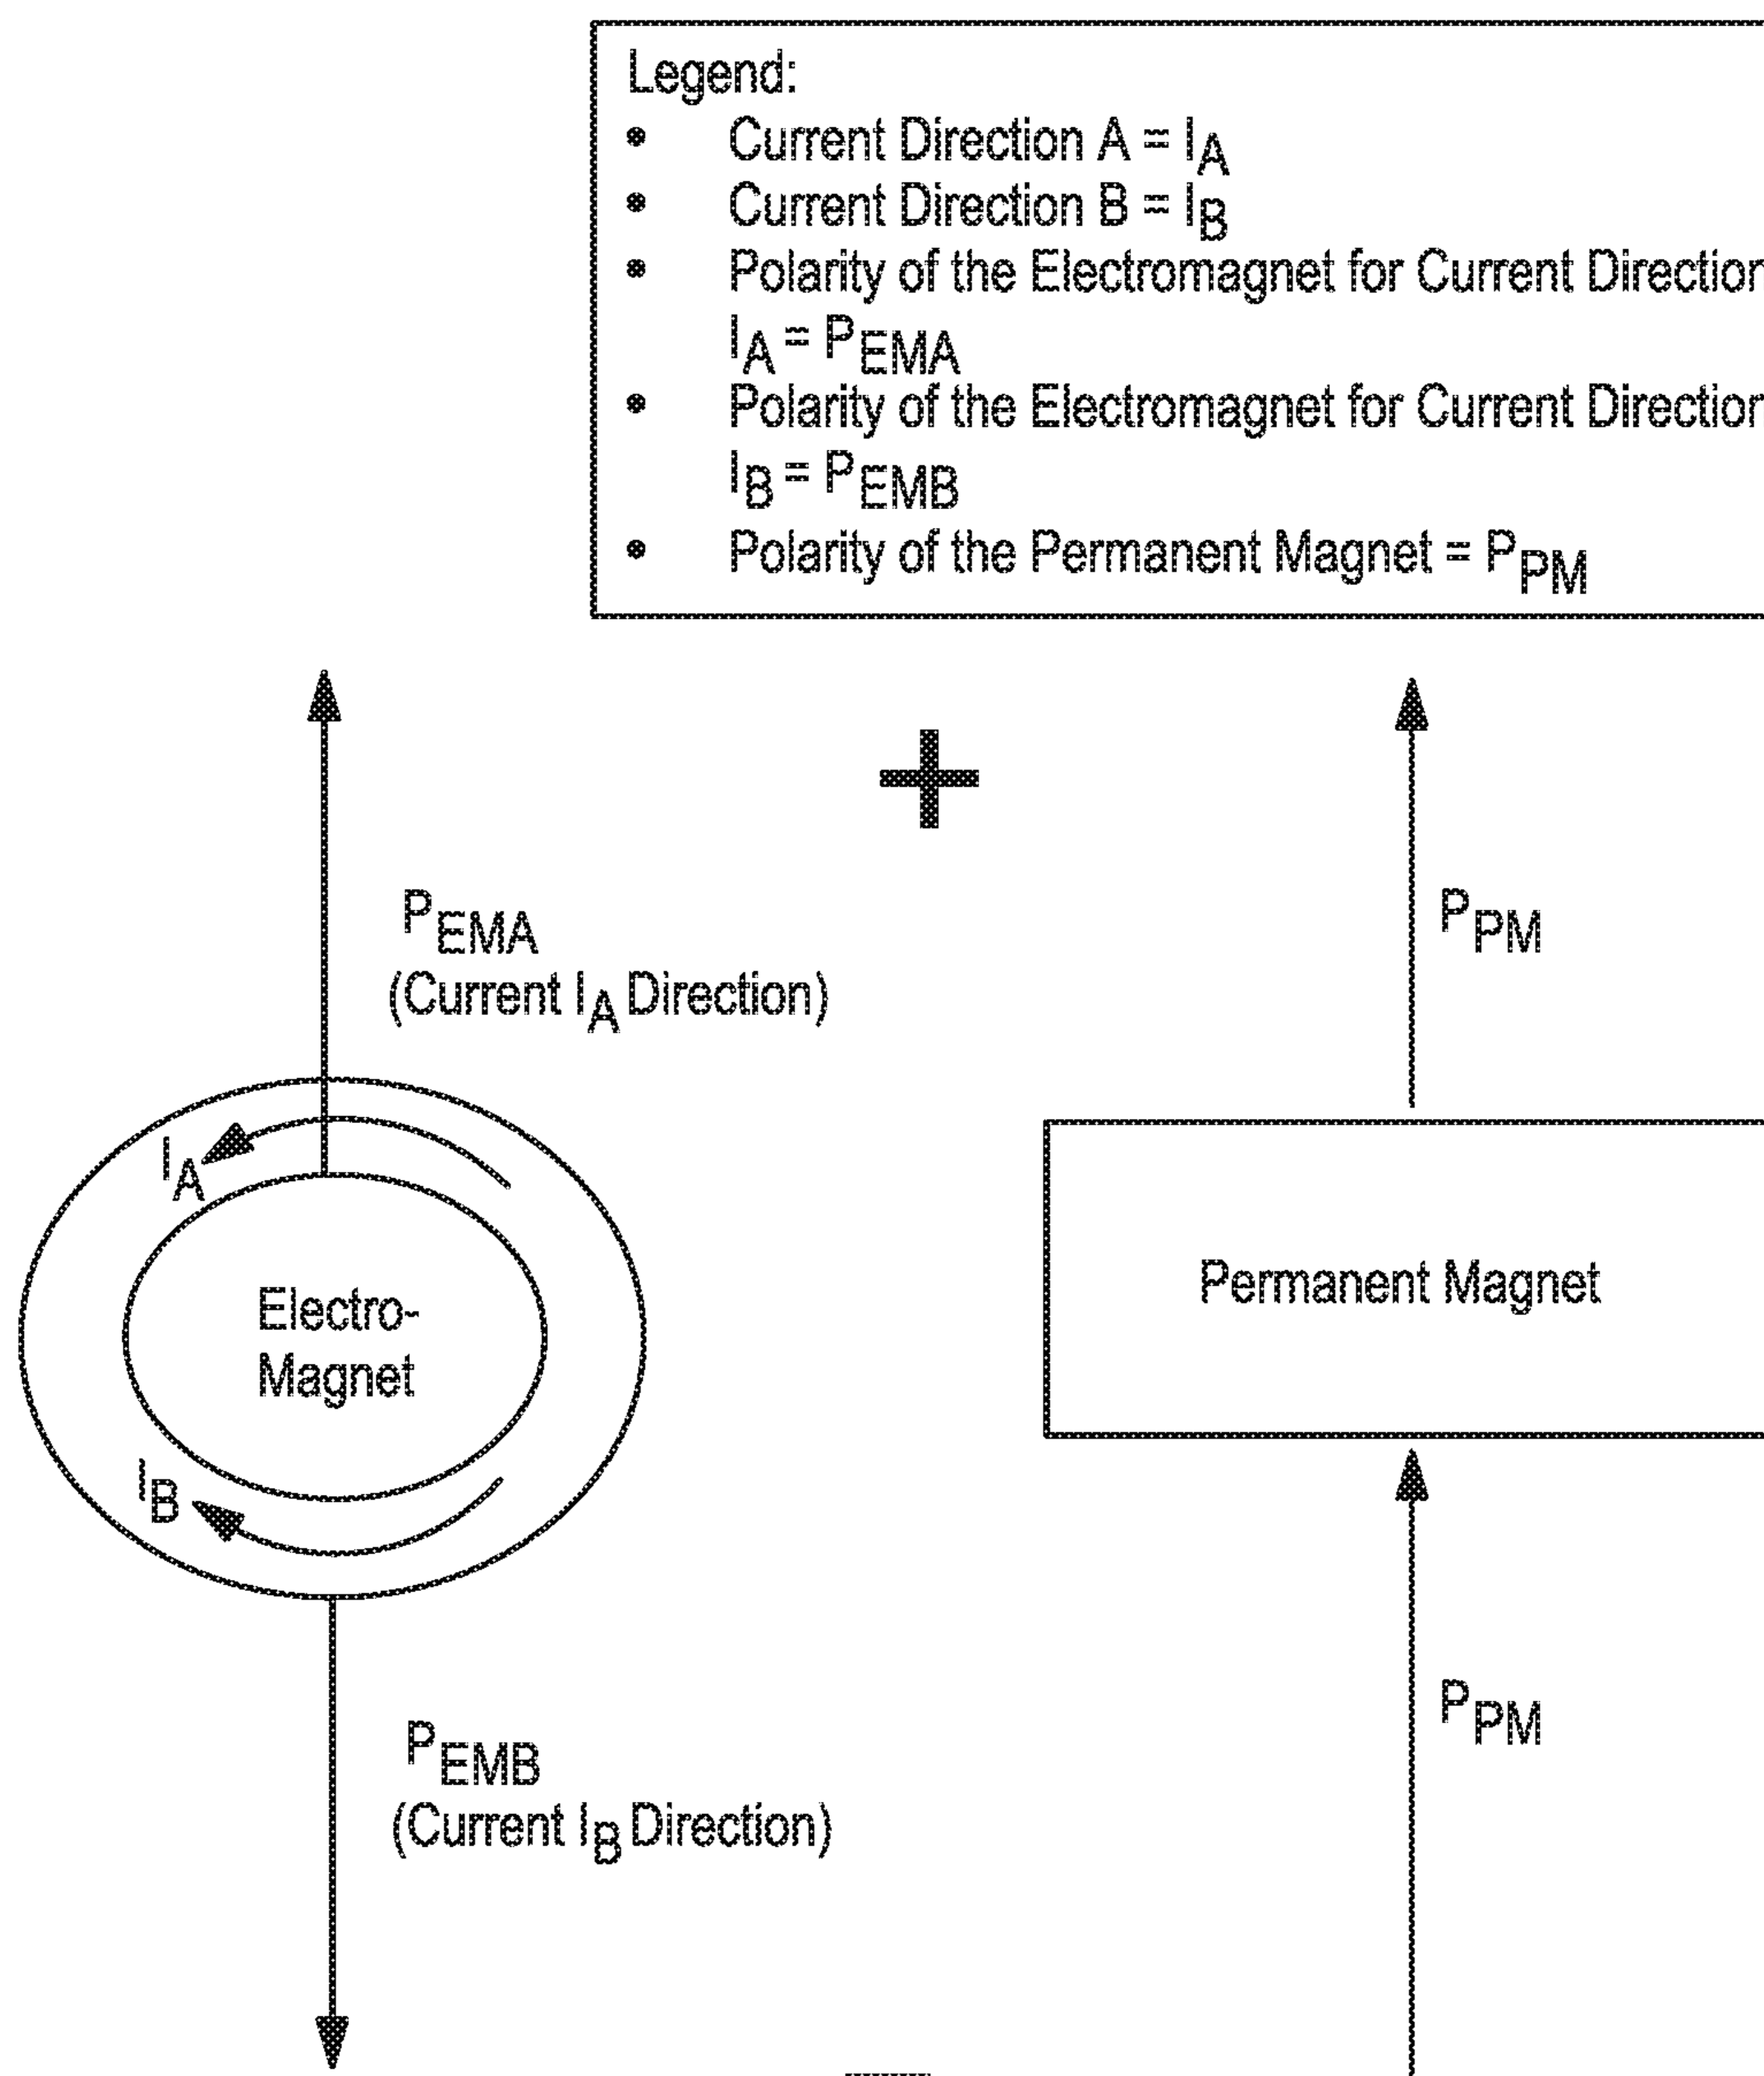 Legend:
• Current Direction A = IA
• Current Direction B = IB
• Polarity of the Electromagnet for Current Direction
IA = PEMA
• Polarity of the Electromagnet for Current Direction
IB = PEMB
• Polarity of the Permanent Magnet = PPM
+
PEMA
(Current IA Direction)
PPM
IA
Electro-
Magnet
Permanent Magnet
IB
PEMB
(Current IB Direction)
PPM